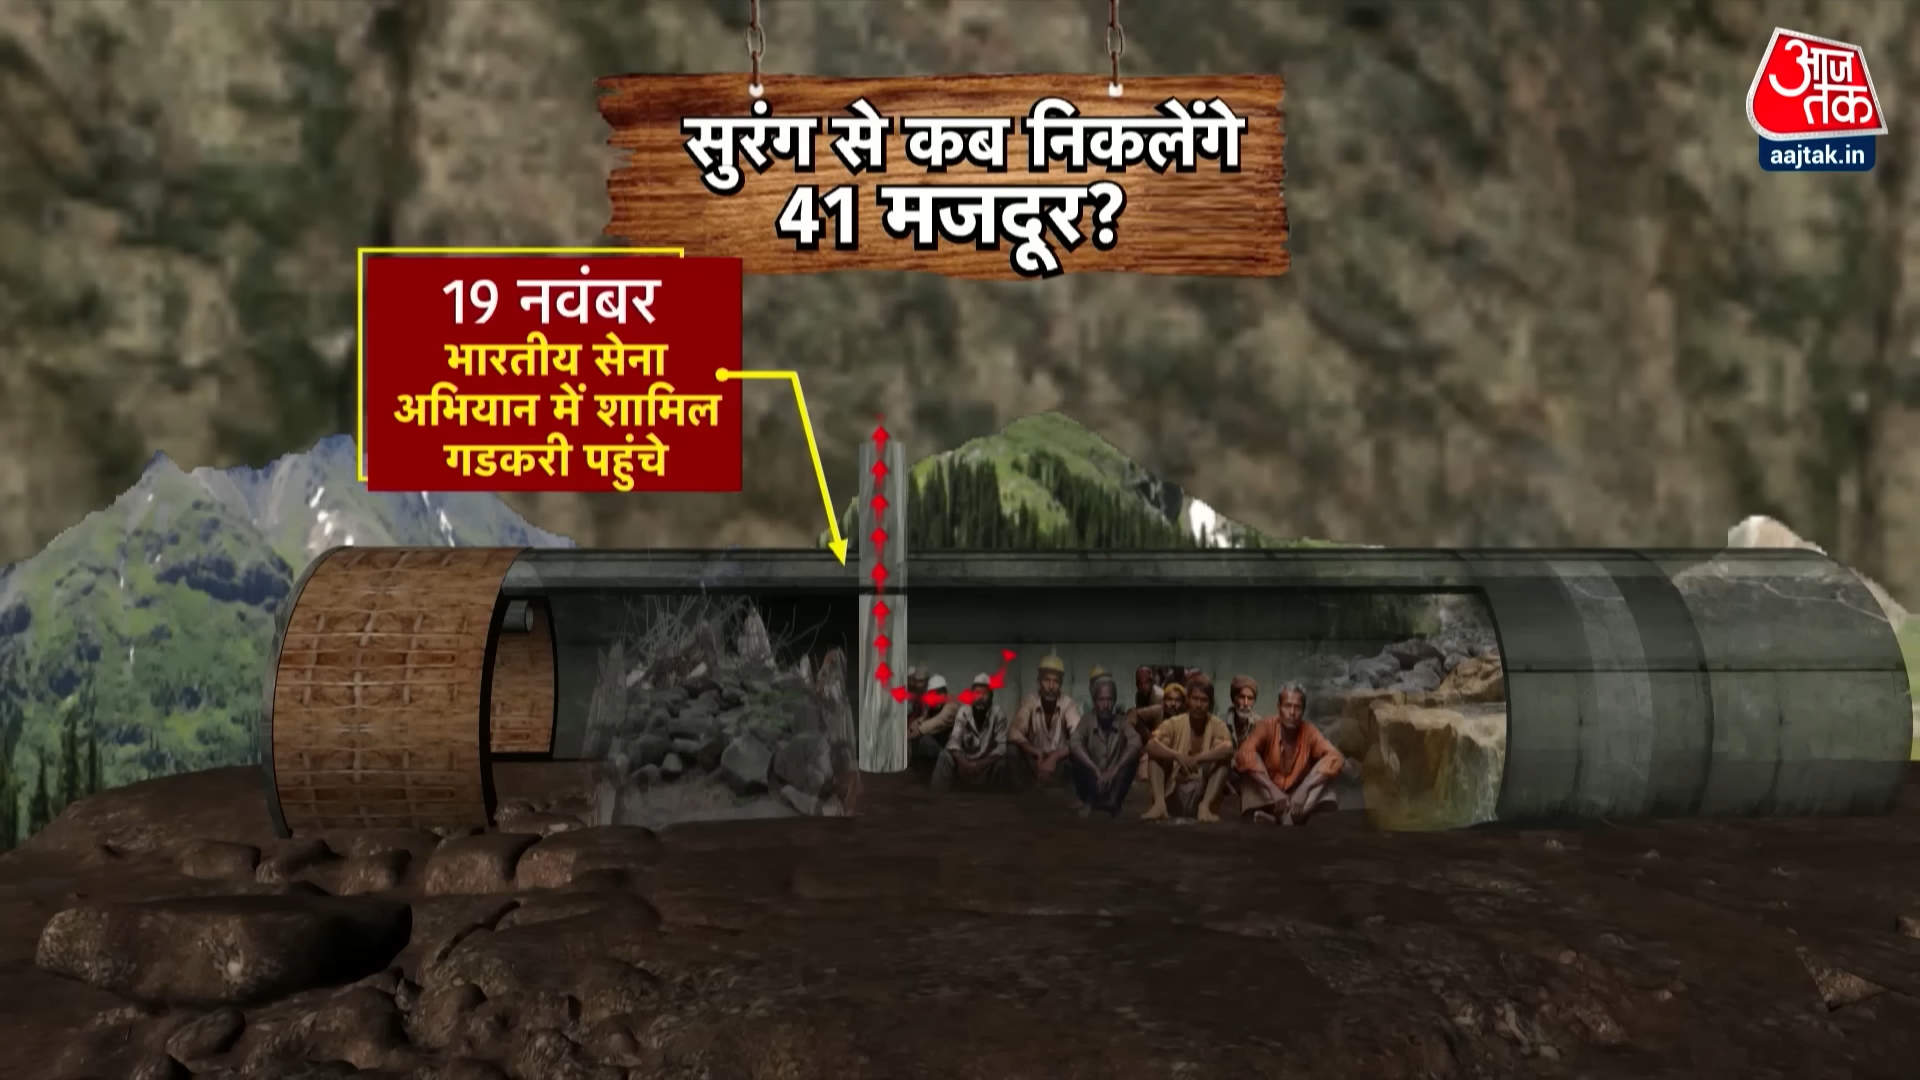 सुरंग से कब निकलेंगे
41 मजदूर?
आज
तक
aajtak.in
19 नवंबर
भारतीय सेना
अभियान में शामिल
गडकरी पहुंचे